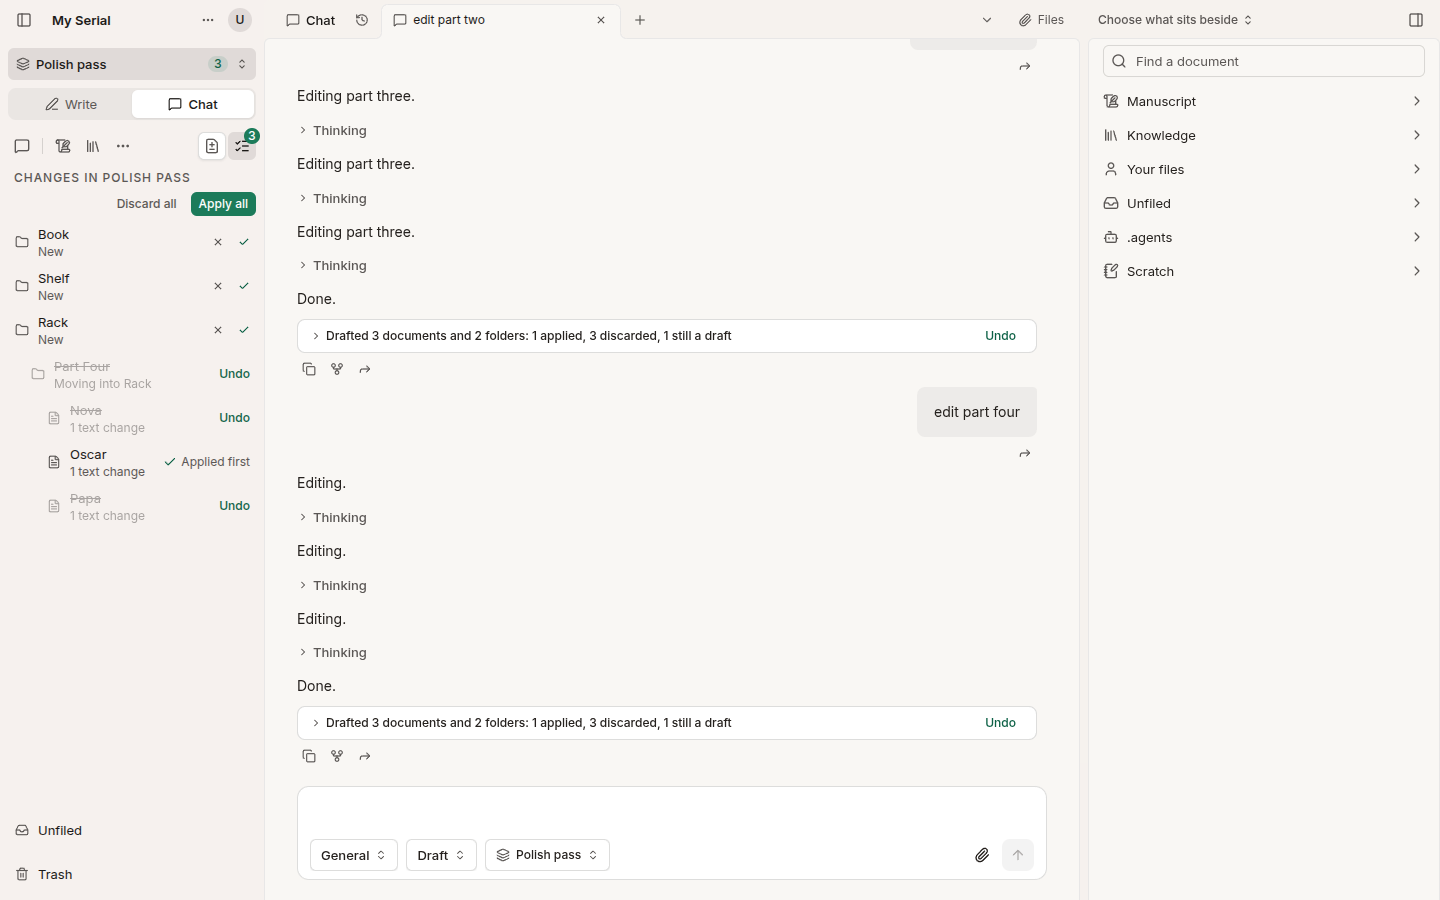 My Serial
U
Polish pass
3
Write
Chat
3
CHANGES IN POLISH PASS
Discard all
Apply all
Book
New
Shelf
New
Rack
New
Part Four
Moving into Rack
Undo
Nova
1 text change
Undo
Oscar
1 text change
Applied first
Papa
1 text change
Undo
Unfiled
Trash
Chat
edit part two
Files
Editing part three.
Thinking
Editing part three.
Thinking
Editing part three.
Thinking
Done.
Drafted 3 documents and 2 folders: 1 applied, 3 discarded, 1 still a draft
Undo
edit part four
Editing.
Thinking
Editing.
Thinking
Editing.
Thinking
Done.
Drafted 3 documents and 2 folders: 1 applied, 3 discarded, 1 still a draft
Undo
General
Draft
Polish pass
Choose what sits beside
Find a document
Manuscript
Knowledge
Your files
Unfiled
.agents
Scratch